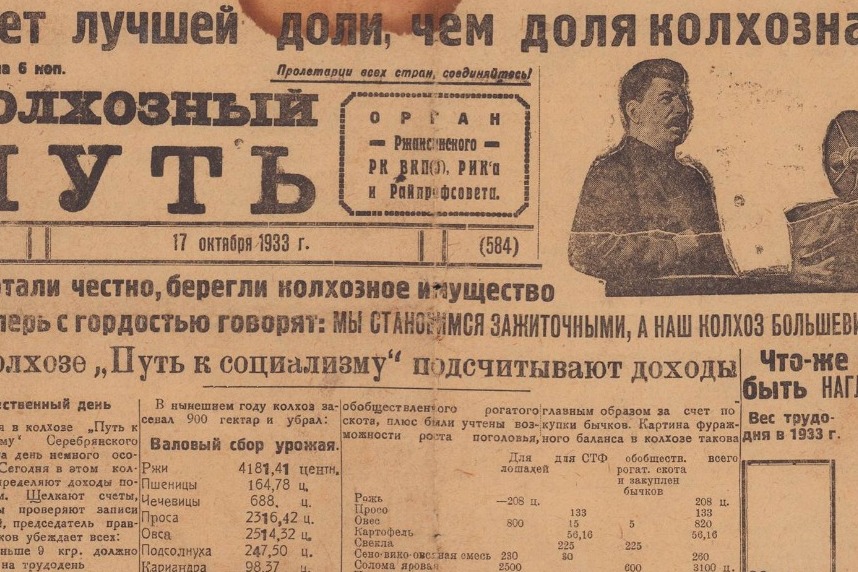 ет лучшей доли, чем доля колхозна
6 коп.
Пролетарии всех стран, соединяйтесь!
олхозный
ПУТЬ
ОРГАН
Ржаксинского
РК ВКП(б), РИК'а
и Райпрофсовета.
17 октября 1933 г.
(584)
тали честно, берегли колхозное имущество
перь с гордостью говорят: МЫ СТАНОВИМСЯ ЗАЖИТОЧНЫМИ, А НАШ КОЛХОЗ БОЛЬШЕВИ
олхозе „Путь к социализму“ подсчитывают доходы
ственный день
я в колхозе „Путь к
му“ Серебрянского
та день немного осо-
Сегодня в этом кол-
пределяют доходы по-
м. Щелкают счеты,
ы проверяют записи
й, председатель прав-
ков убеждает всех:
ньше 9 кгр. должно
на трудодень
В нынешнем году колхоз за-
сеял 900 гектар и убрал:
Валовый сбор урожая.
Ржи 4181,41 центн.
Пшеницы 164,78 ц.
Чечевицы 688, ц.
Проса 2316,42 ц.
Овса 2514,32 ц.
Подсолнуха 247,50 ц.
Кариандра 98,37 ц.
обобществленного рогатого
скота, плюс были учтены воз-
можности роста поголовья,
главным образом за счет по-
купки бычков. Картина фураж-
ного баланса в колхозе такова
Для лошадей для СТФ обобществ. рогат. скота и закуплен бычков всего
Рожь —208 ц. 208 ц.
Просо 133 133
Овес 800 15 5 820
Картофель 56,16 56,16
Свекла 225 225
Сено-вико-овсяная смесь 230 30 260
Солома яровая 2500 600 3100 ц.
Что-же
быть НАГЛ
Вес трудо-
дня в 1933 г.